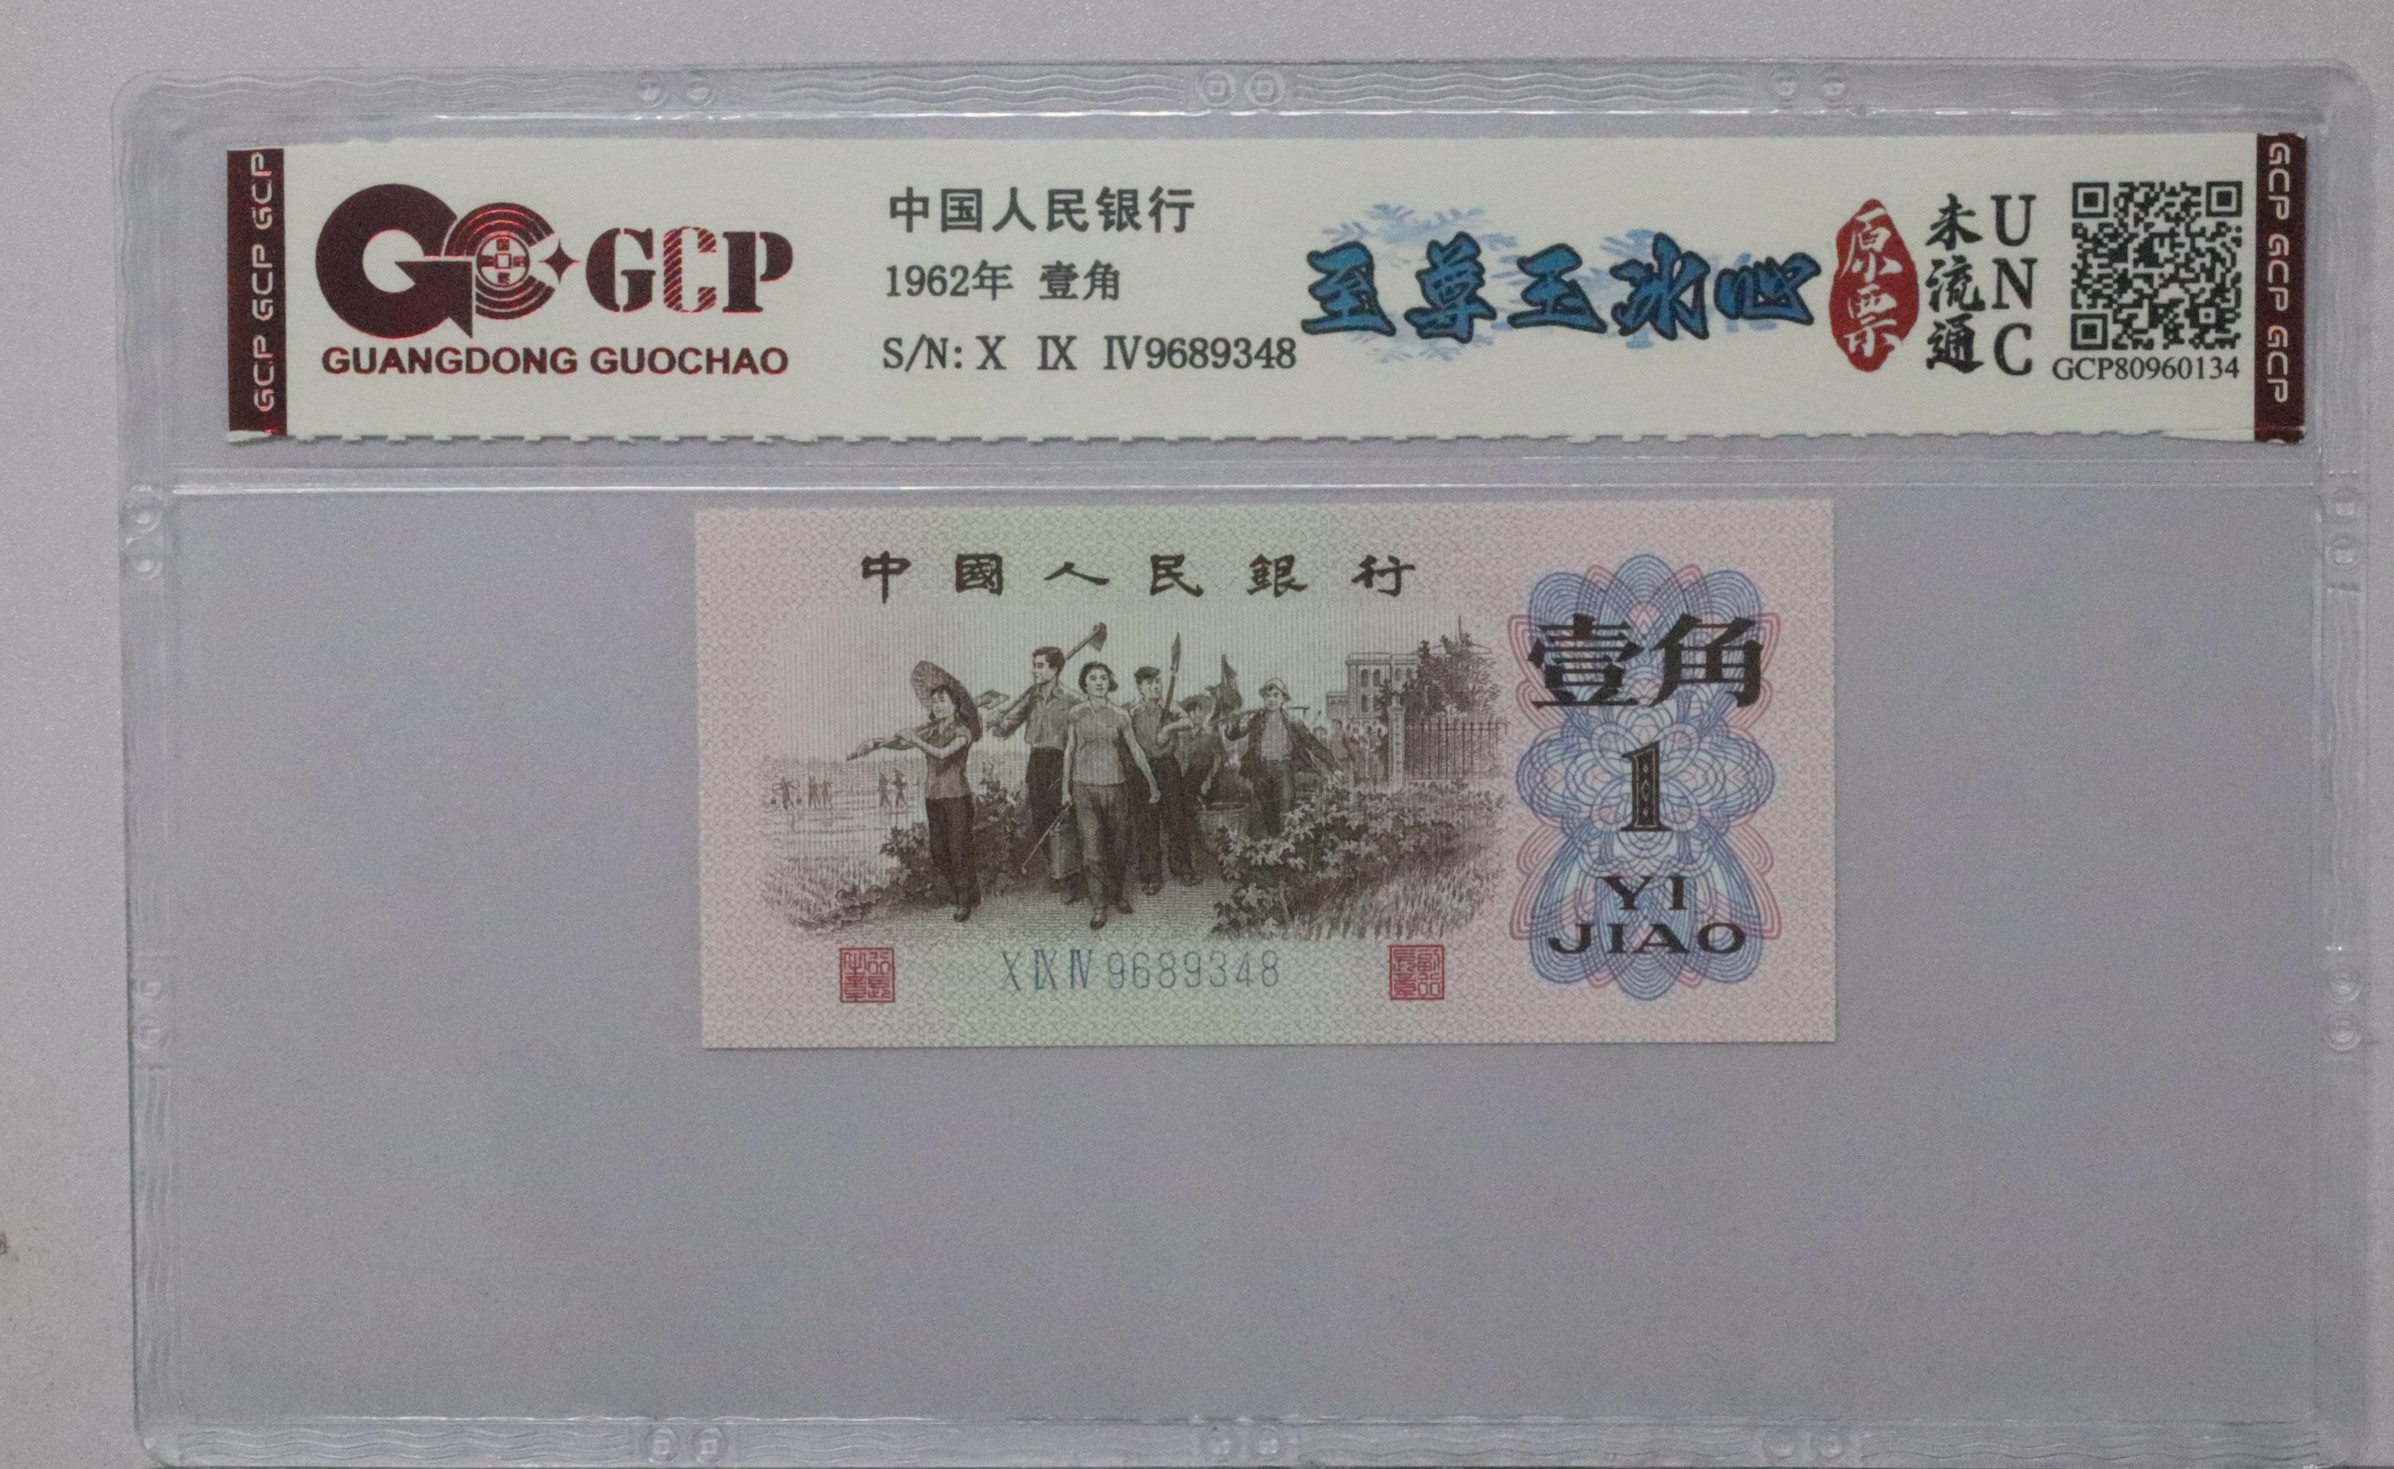 GCP GCP GCP
GCP
GUANGDONG GUOCHAO
中国人民银行
1962年 壹角
S/N: X IX IV9689348
至尊王冰心
原票
未流通
UNC
GCP80960134
GCP GCP GCP
中國人民銀行
壹角
1
YI
JIAO
X IX IV 9689348